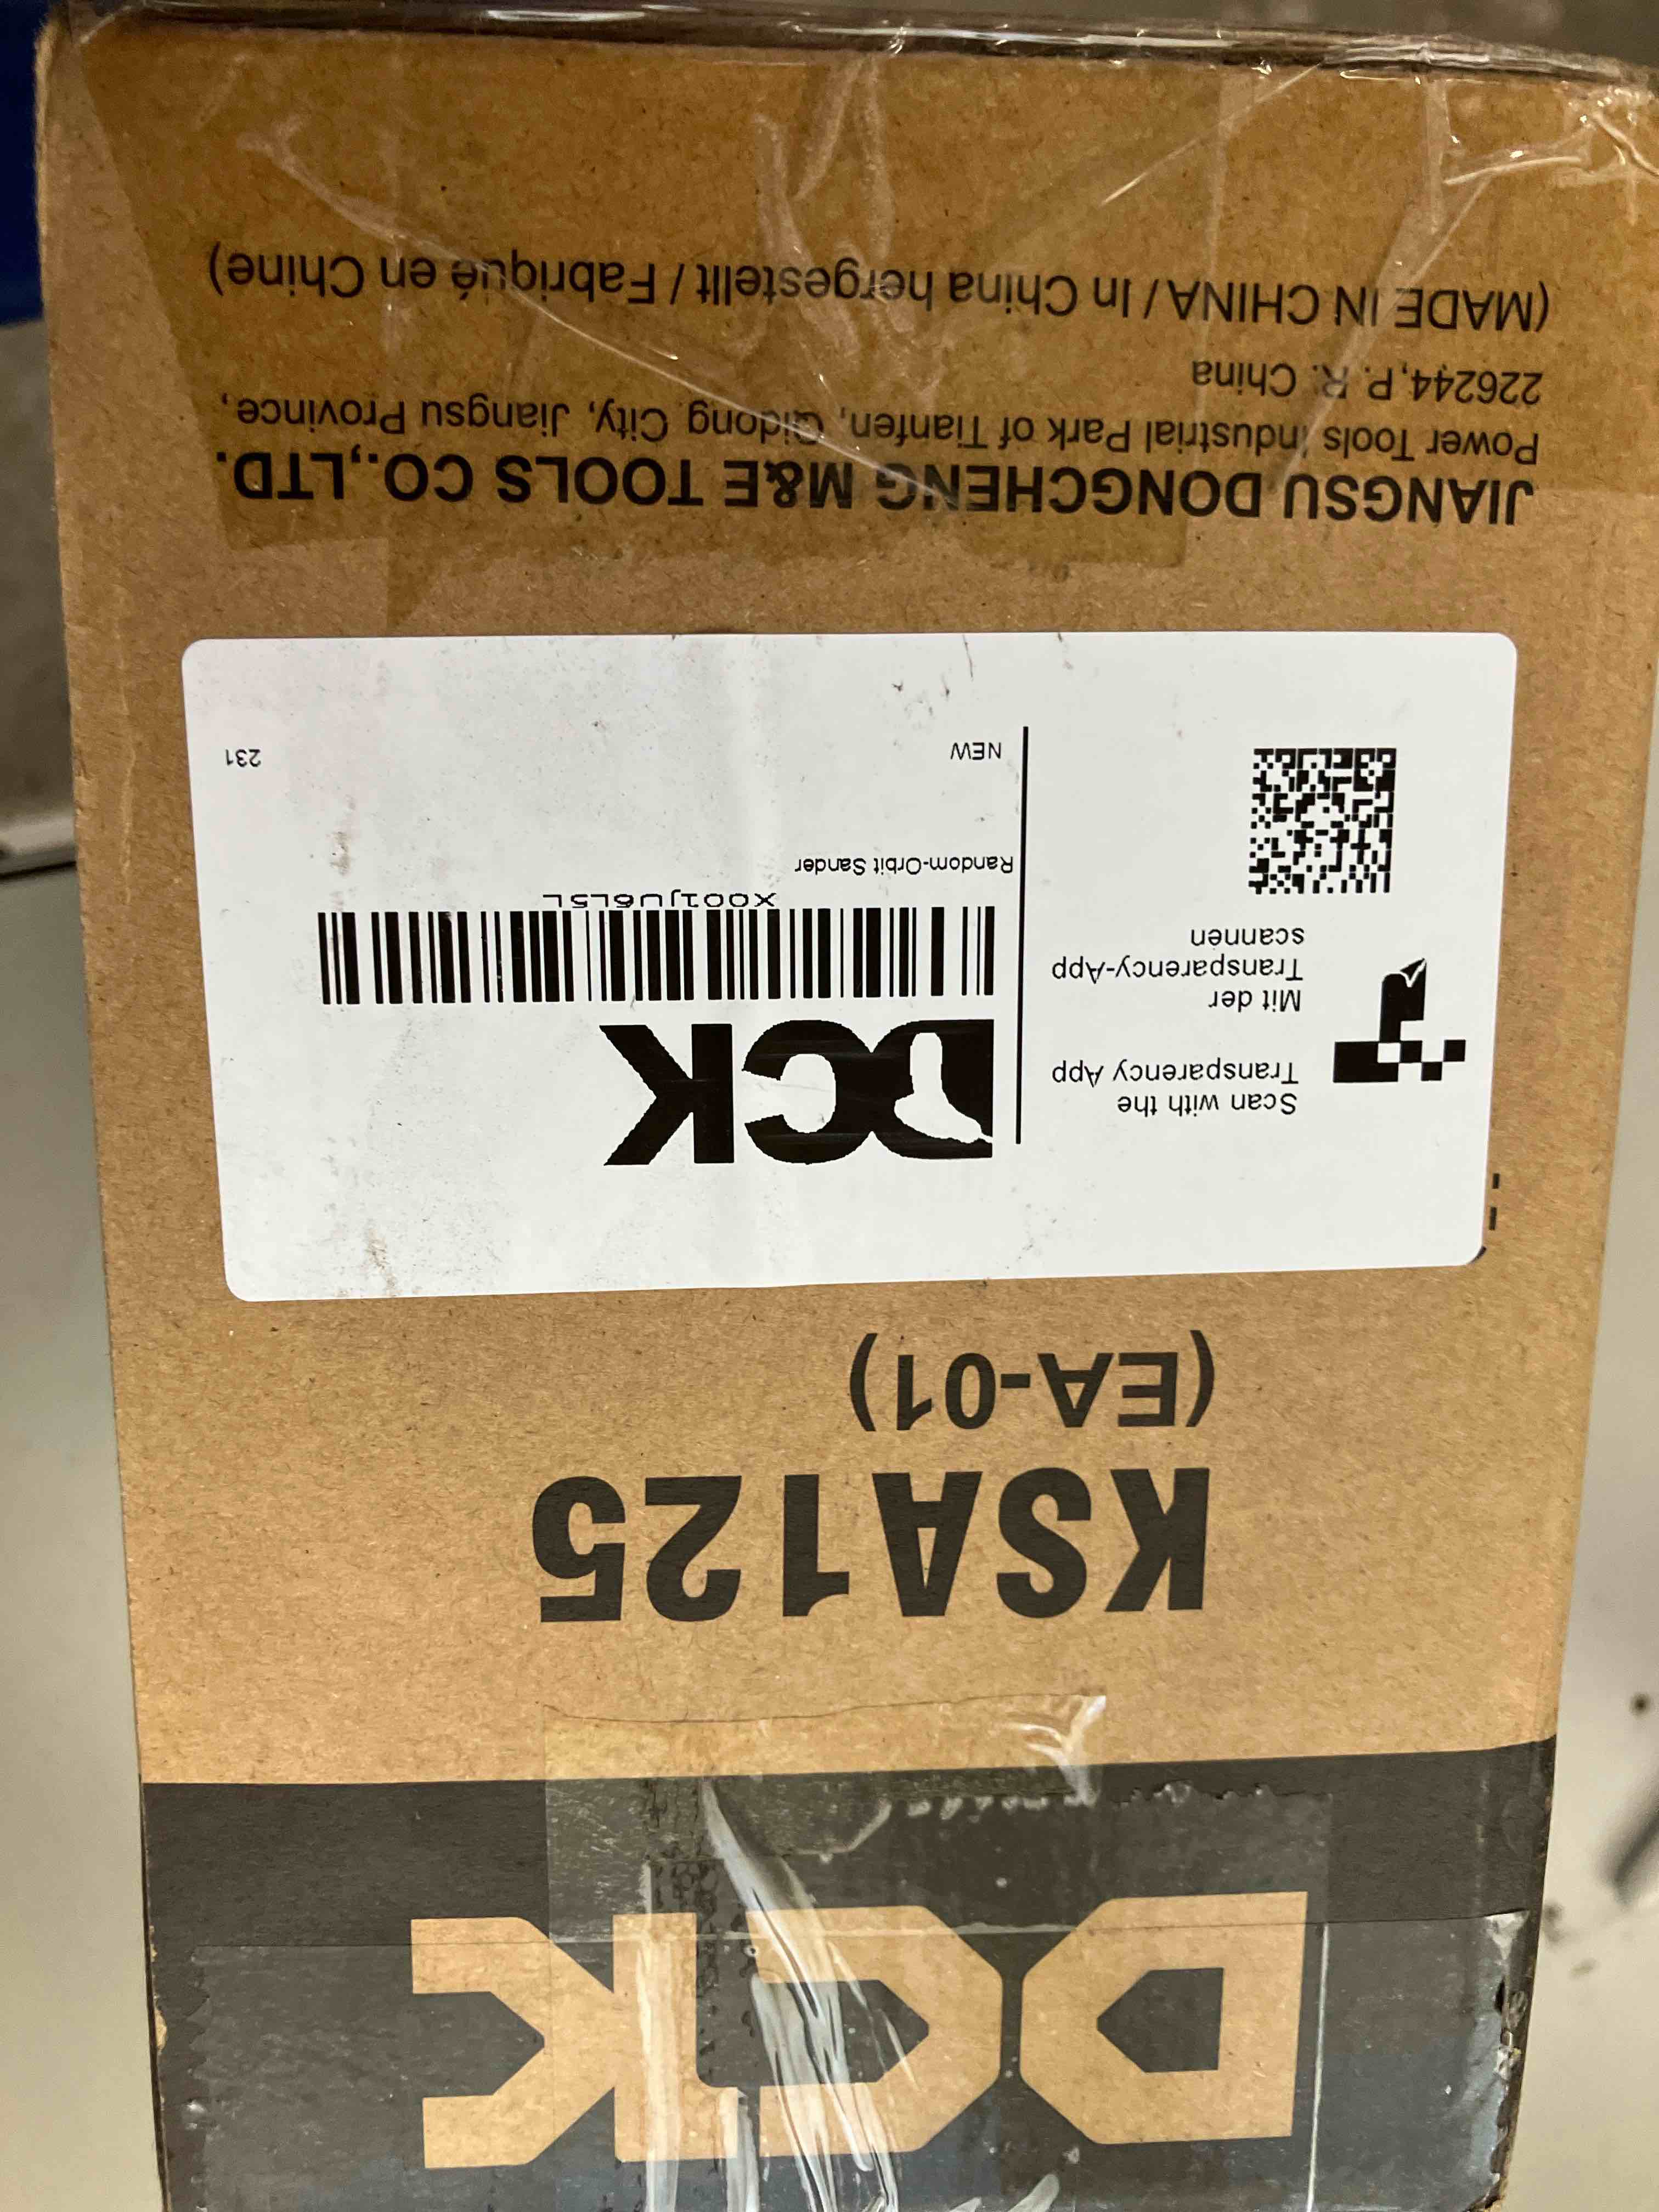 DCK
KSA125
(EA-01)
Scan with the
Transparency App
Mit der
Transparency-App
scannen
DCK
X001JU6L5L
Random-Orbit Sander
NEW
231
JIANGSU DONGCHENG M&E TOOLS CO.,LTD.
Power Tools Industrial Park of Tianfen, Qidong City, Jiangsu Province,
226244, P. R. China
(MADE IN CHINA / In China hergestellt / Fabriqué en Chine)